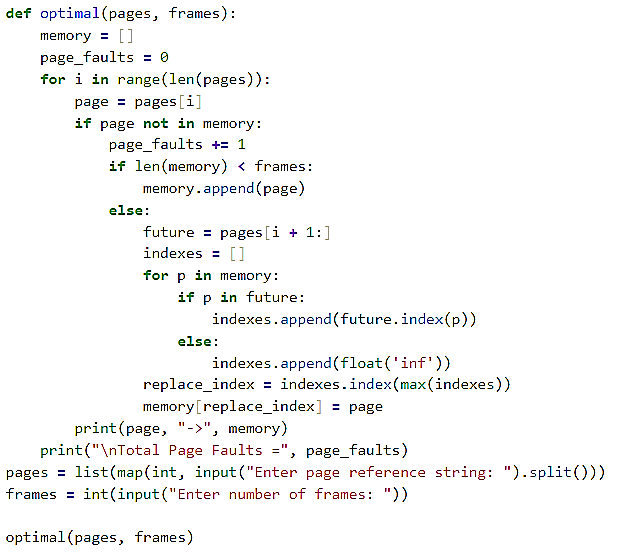 def optimal(pages, frames):
    memory = []
    page_faults = 0
    for i in range(len(pages)):
        page = pages[i]
        if page not in memory:
            page_faults += 1
            if len(memory) < frames:
                memory.append(page)
            else:
                future = pages[i + 1:]
                indexes = []
                for p in memory:
                    if p in future:
                        indexes.append(future.index(p))
                    else:
                        indexes.append(float('inf'))
                replace_index = indexes.index(max(indexes))
                memory[replace_index] = page
        print(page, "->", memory)
    print("\nTotal Page Faults =", page_faults)
pages = list(map(int, input("Enter page reference string: ").split()))
frames = int(input("Enter number of frames: "))

optimal(pages, frames)